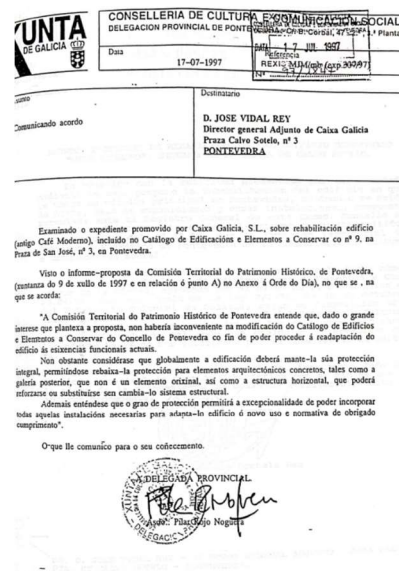 XUNTA
DE GALICIA
CONSELLERIA DE CULTURA E COMUNICACION SOCIAL
DELEGACION PROVINCIAL DE PONTEVEDRA.
Data
17-07-1997
17 JUL. 1997
Referencia
REXIS
Asunto
Comunicando acordo
Destinatario
D. JOSE VIDAL REY
Director general Adjunto de Caixa Galicia
Praza Calvo Sotelo, nº 3
PONTEVEDRA
Examinado o expediente promovido por Caixa Galicia, S.L., sobre rehabilitación edificio
(antigo Café Moderno), incluído no Catálogo de Edificacións e Elementos a Conservar co nº 9, na
Praza de San José, nº 3, en Pontevedra.
Visto o informe-proposta da Comisión Territorial do Patrimonio Histórico, de Pontevedra,
(xuntanza do 9 de xullo de 1997 e en relación ó punto A) no Anexo á Orde do Día), no que se , na
que se acorda:
"A Comisión Territorial do Patrimonio Histórico de Pontevedra entende que, dado o grande
interese que plantexa a proposta, non habería inconveniente na modificación do Catálogo de Edificios
e Elementos a Conservar do Concello de Pontevedra co fin de poder proceder á readaptación do
edificio ás esixencias funcionais actuais.
Non obstante considérase que globalmente a edificación deberá mante-la súa protección
integral, permitíndose rebaixa-la protección para elementos arquitectónicos concretos, tales como a
galería posterior, que non é un elemento orixinal, así como a estructura horizontal, que poderá
reforzarse ou substituírse sen cambia-lo sistema estructural.
Ademais enténdese que o grao de protección permitirá a excepcionalidade de poder incorporar
todas aquelas instalacións necesarias para adapta-lo edificio ó novo uso e normativa de obrigado
cumprimento".
O que lle comunico para o seu coñecemento.
A DELEGADA PROVINCIAL
Asdo.: Pilar Rojo Noguera